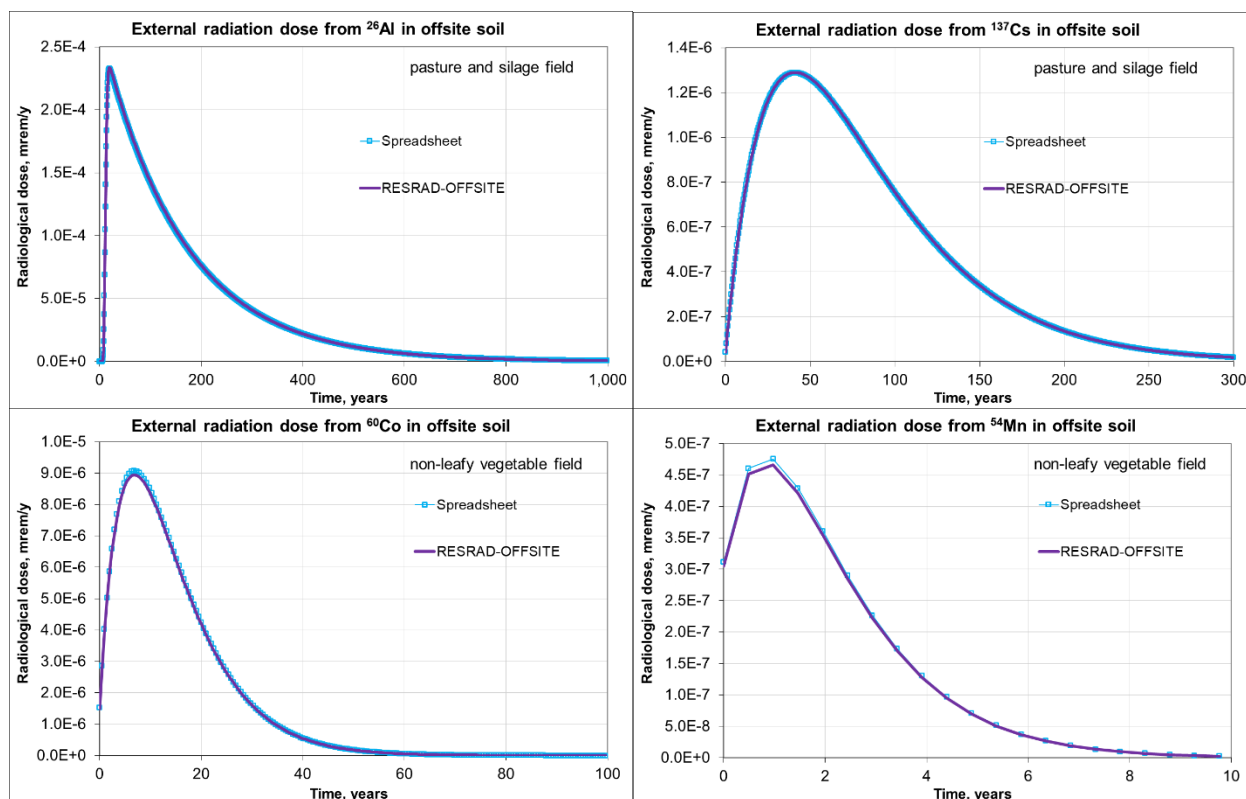 External radiation dose from ²⁶Al in offsite soil
pasture and silage field
Spreadsheet
RESRAD-OFFSITE
Radiological dose, mrem/y
2.5E-4
2.0E-4
1.5E-4
1.0E-4
5.0E-5
0.0E+0
0 200 400 600 800 1,000
Time, years
External radiation dose from ¹³⁷Cs in offsite soil
pasture and silage field
Spreadsheet
RESRAD-OFFSITE
Radiological dose, mrem/y
1.4E-6
1.2E-6
1.0E-6
8.0E-7
6.0E-7
4.0E-7
2.0E-7
0.0E+0
0 50 100 150 200 250 300
Time, years
External radiation dose from ⁶⁰Co in offsite soil
non-leafy vegetable field
Spreadsheet
RESRAD-OFFSITE
Radiological dose, mrem/y
1.0E-5
9.0E-6
8.0E-6
7.0E-6
6.0E-6
5.0E-6
4.0E-6
3.0E-6
2.0E-6
1.0E-6
0.0E+0
0 20 40 60 80 100
Time, years
External radiation dose from ⁵⁴Mn in offsite soil
non-leafy vegetable field
Spreadsheet
RESRAD-OFFSITE
Radiological dose, mrem/y
5.0E-7
4.5E-7
4.0E-7
3.5E-7
3.0E-7
2.5E-7
2.0E-7
1.5E-7
1.0E-7
5.0E-8
0.0E+0
0 2 4 6 8 10
Time, years